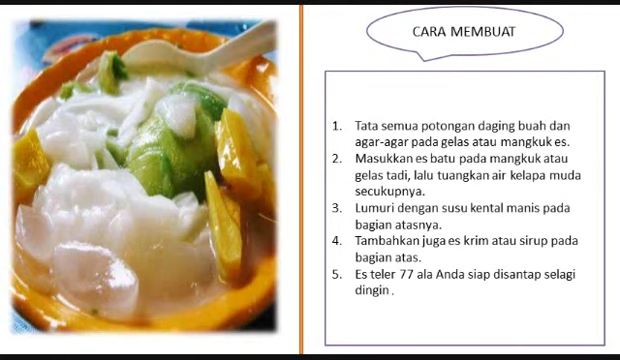 CARA MEMBUAT
1. Tata semua potongan daging buah dan
agar-agar pada gelas atau mangkuk es.
2. Masukkan es batu pada mangkuk atau
gelas tadi, lalu tuangkan air kelapa muda
secukupnya.
3. Lumuri dengan susu kental manis pada
bagian atasnya.
4. Tambahkan juga es krim atau sirup pada
bagian atas.
5. Es teler 77 ala Anda siap disantap selagi
dingin .